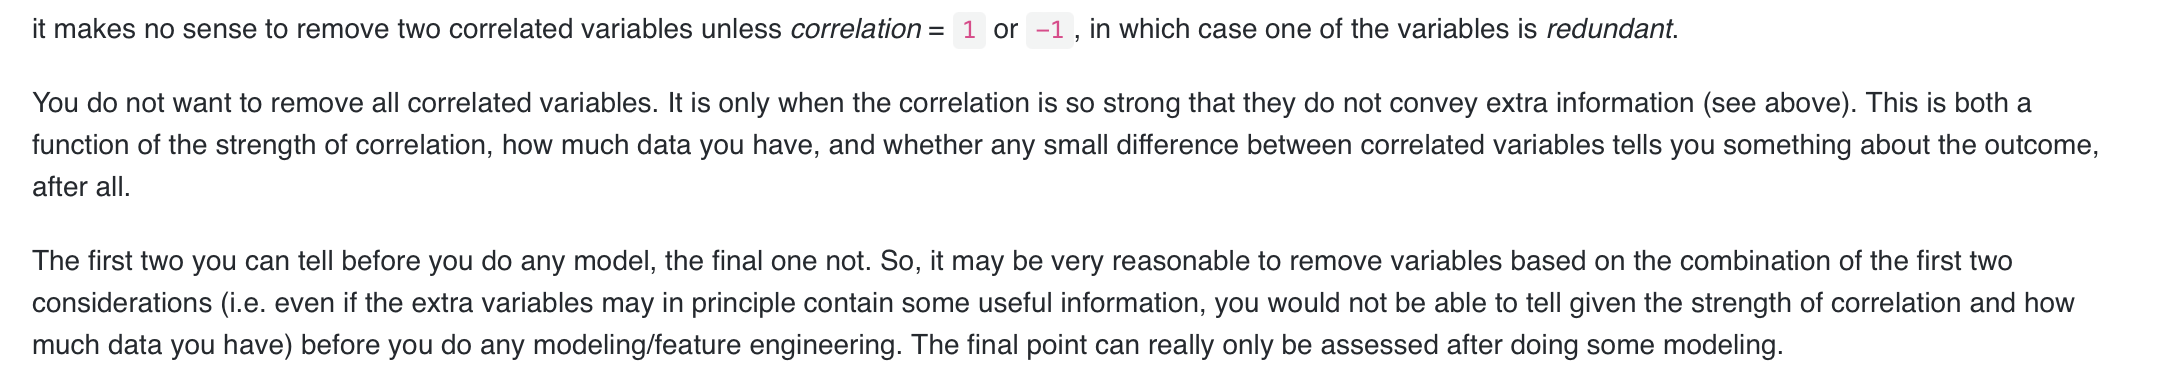 it makes no sense to remove two correlated variables unless correlation = 1 or −1, in which case one of the variables is redundant.
You do not want to remove all correlated variables. It is only when the correlation is so strong that they do not convey extra information (see above). This is both a
function of the strength of correlation, how much data you have, and whether any small difference between correlated variables tells you something about the outcome,
after all.
The first two you can tell before you do any model, the final one not. So, it may be very reasonable to remove variables based on the combination of the first two
considerations (i.e. even if the extra variables may in principle contain some useful information, you would not be able to tell given the strength of correlation and how
much data you have) before you do any modeling/feature engineering. The final point can really only be assessed after doing some modeling.